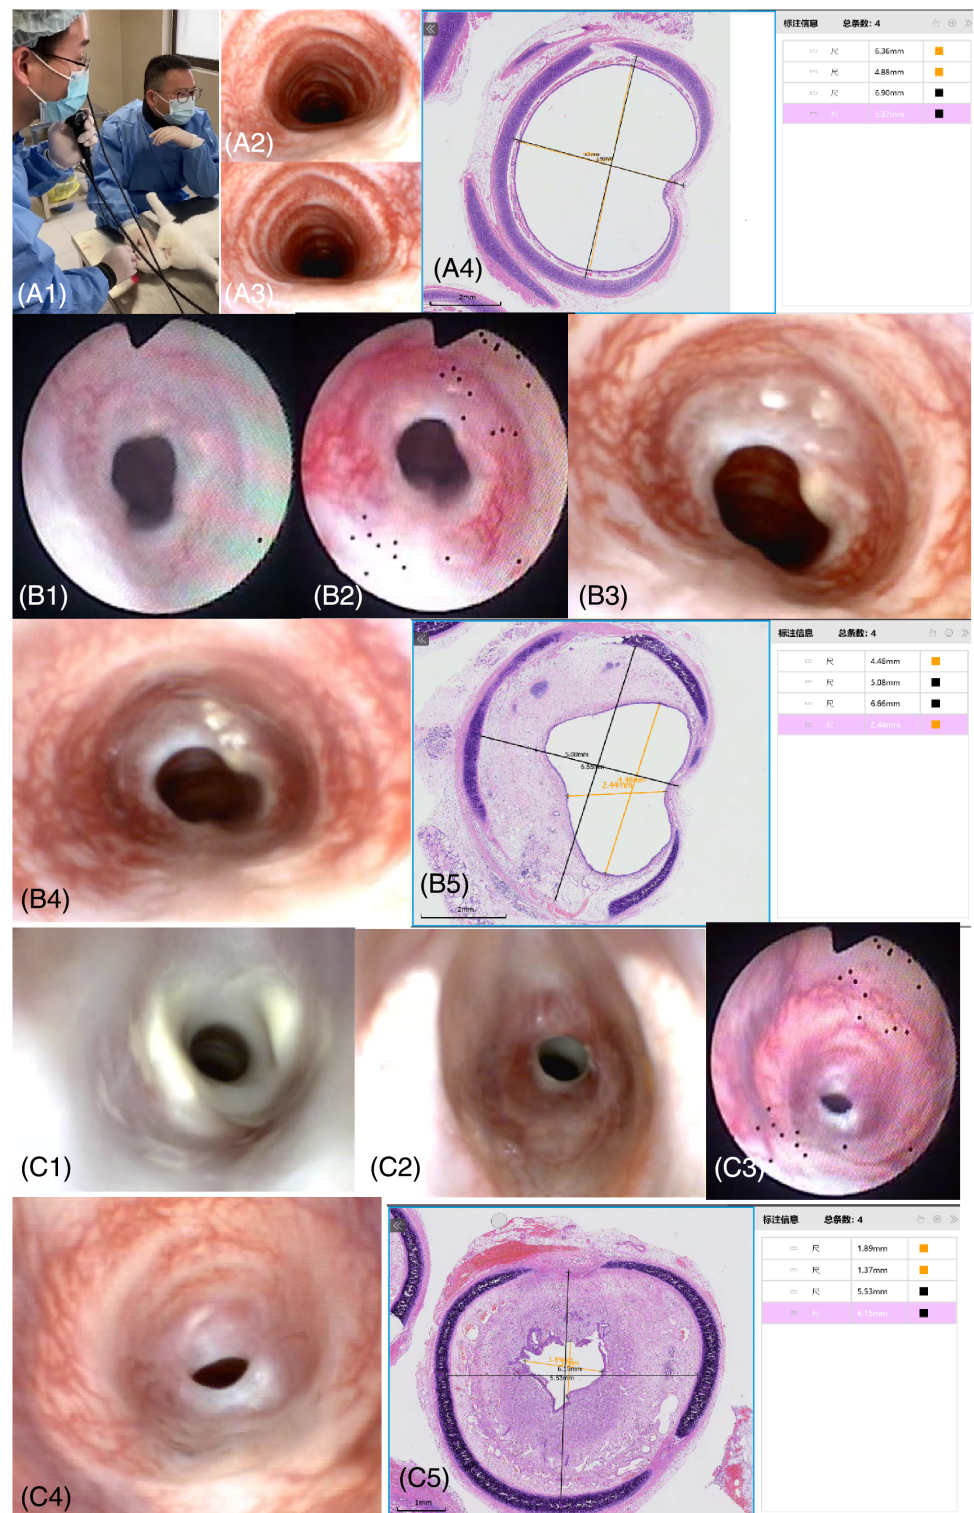 (A1)
(A2)
(A3)
(A4)
2mm
标注信息 总条数: 4
尺 6.36mm
尺 4.88mm
尺 6.90mm
尺 5.37mm
(B1)
(B2)
(B3)
(B4)
(B5)
5.08mm
4.48mm
2.44mm
2mm
标注信息 总条数: 4
尺 4.48mm
尺 5.08mm
尺 6.66mm
尺 2.44mm
(C1)
(C2)
(C3)
(C4)
(C5)
6.15mm
5.53mm
1mm
标注信息 总条数: 4
尺 1.89mm
尺 1.37mm
尺 5.53mm
尺 6.15mm